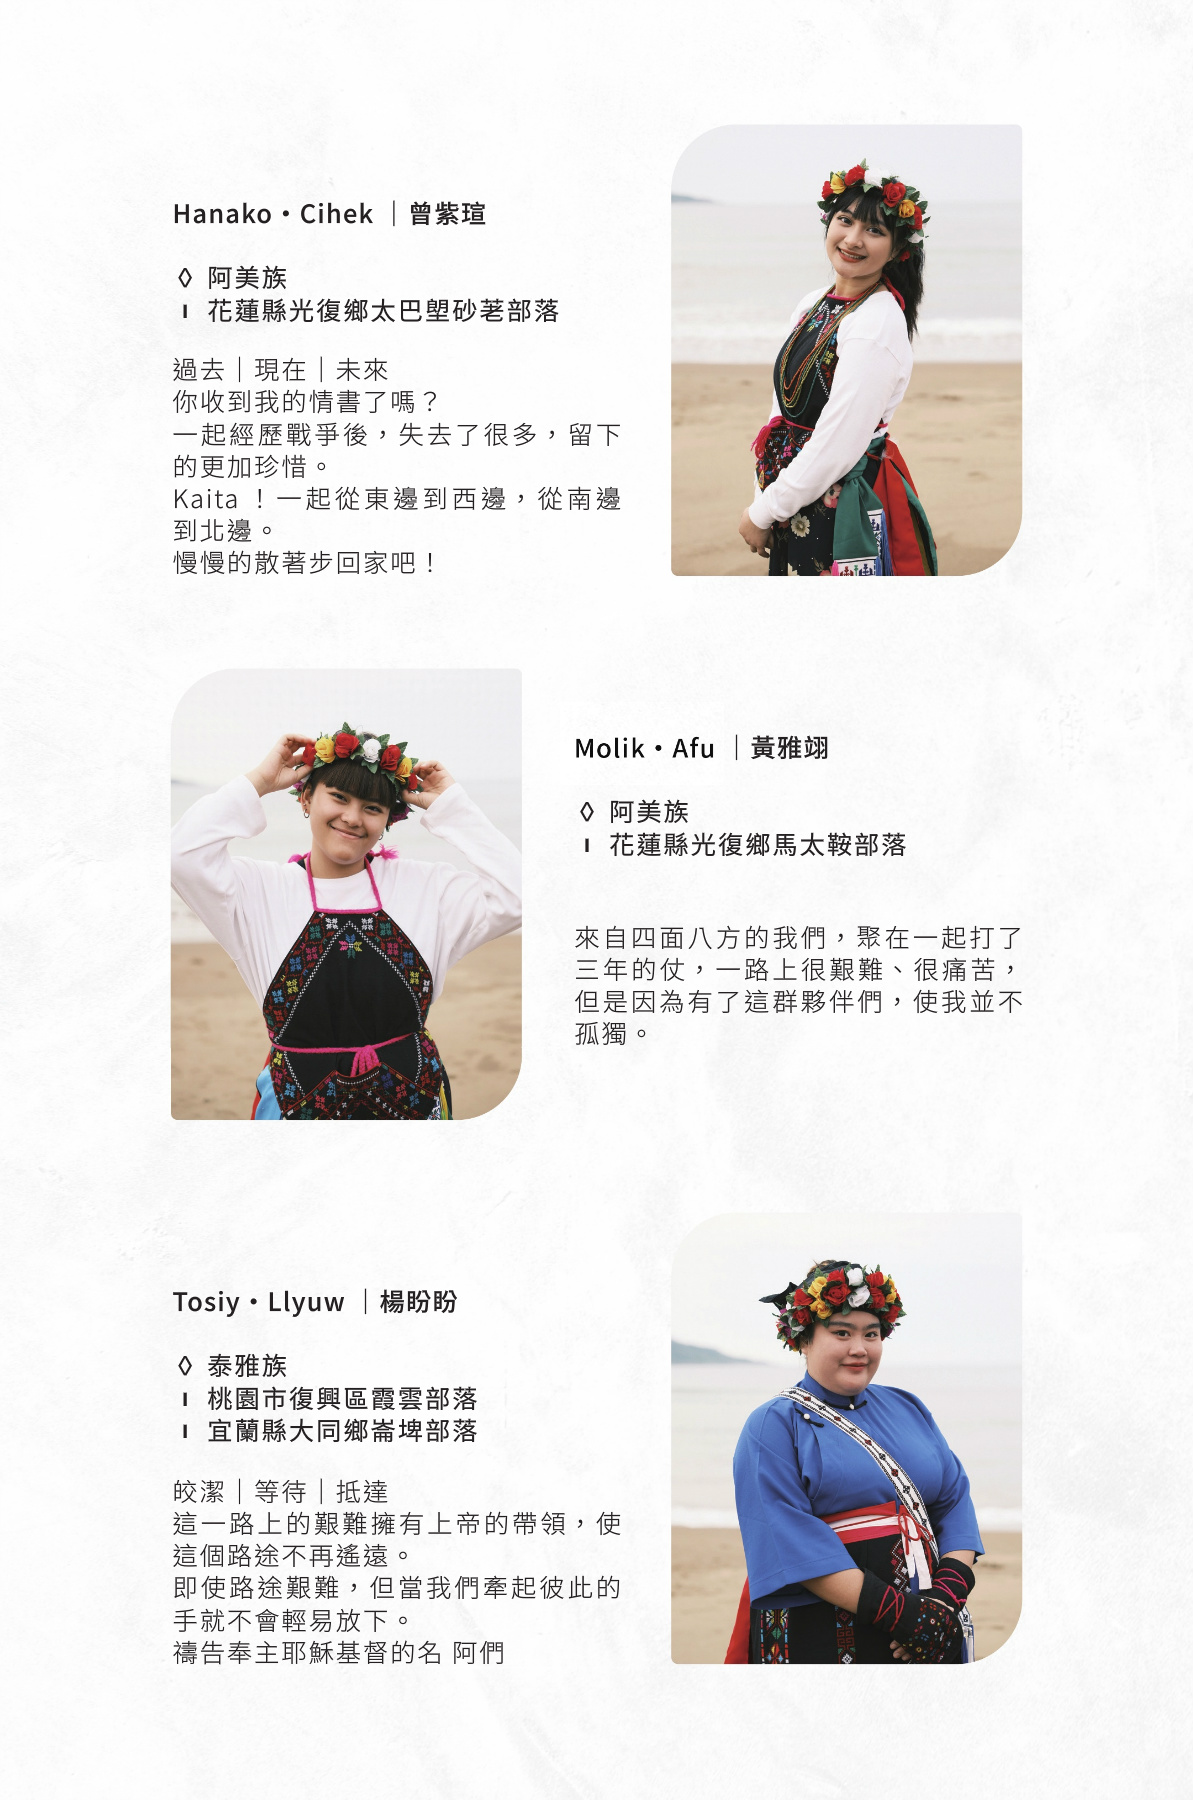 Hanako•Cihek ｜曾紫瑄
◊ 阿美族
ı 花蓮縣光復鄉太巴塱砂荖部落
過去｜現在｜未來
你收到我的情書了嗎？
一起經歷戰爭後，失去了很多，留下
的更加珍惜。
Kaita ！一起從東邊到西邊，從南邊
到北邊。
慢慢的散著步回家吧！
Molik•Afu ｜黃雅翊
◊ 阿美族
ı 花蓮縣光復鄉馬太鞍部落
來自四面八方的我們，聚在一起打了
三年的仗，一路上很艱難、很痛苦，
但是因為有了這群夥伴們，使我並不
孤獨。
Tosiy•Llyuw ｜楊盼盼
◊ 泰雅族
ı 桃園市復興區霞雲部落
ı 宜蘭縣大同鄉崙埤部落
皎潔｜等待｜抵達
這一路上的艱難擁有上帝的帶領，使
這個路途不再遙遠。
即使路途艱難，但當我們牽起彼此的
手就不會輕易放下。
禱告奉主耶穌基督的名 阿們